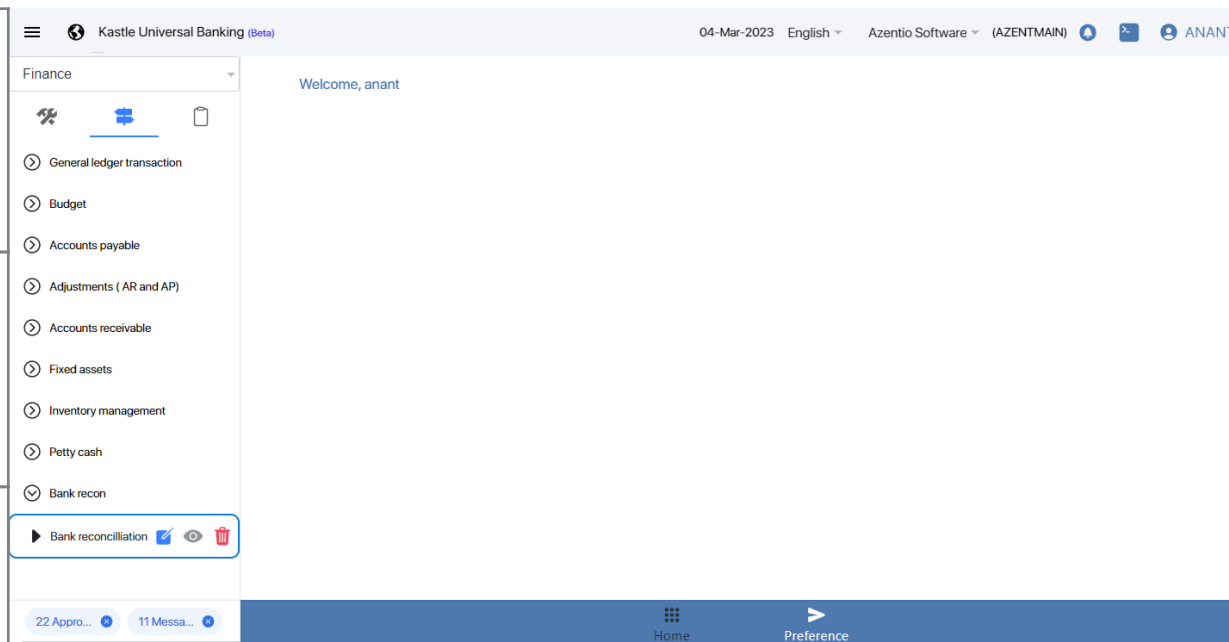 Kastle Universal Banking (Beta)
04-Mar-2023 English Azentio Software (AZENTMAIN) ANANT
Finance
Welcome, anant
General ledger transaction
Budget
Accounts payable
Adjustments ( AR and AP)
Accounts receivable
Fixed assets
Inventory management
Petty cash
Bank recon
Bank reconcilliation
22 Appro... 11 Messa...
Home Preference